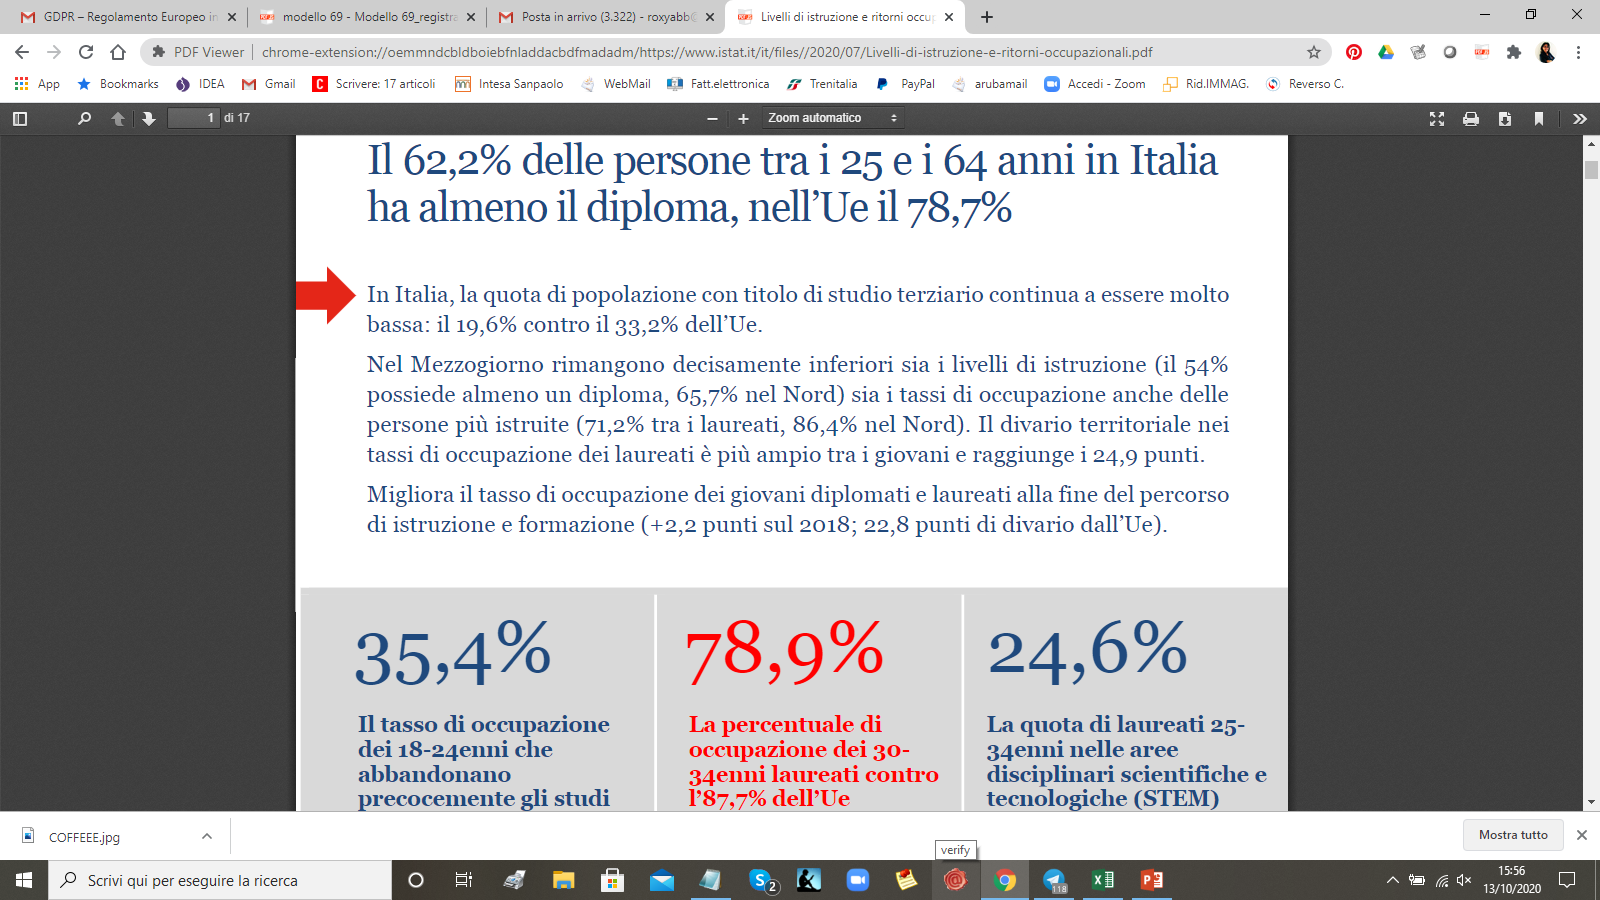 GDPR – Regolamento Europeo in
modello 69 - Modello 69_registra
Posta in arrivo (3.322) - roxyabb@
Livelli di istruzione e ritorni occup
PDF Viewer | chrome-extension://oemmndcbldboiebfnladdacbdfmadadm/https://www.istat.it/it/files//2020/07/Livelli-di-istruzione-e-ritorni-occupazionali.pdf
App Bookmarks IDEA Gmail Scrivere: 17 articoli Intesa Sanpaolo WebMail Fatt.elettronica Trenitalia PayPal arubamail Accedi - Zoom Rid.IMMAG. Reverso C.
1 di 17 Zoom automatico
Il 62,2% delle persone tra i 25 e i 64 anni in Italia
ha almeno il diploma, nell’Ue il 78,7%
In Italia, la quota di popolazione con titolo di studio terziario continua a essere molto
bassa: il 19,6% contro il 33,2% dell’Ue.
Nel Mezzogiorno rimangono decisamente inferiori sia i livelli di istruzione (il 54%
possiede almeno un diploma, 65,7% nel Nord) sia i tassi di occupazione anche delle
persone più istruite (71,2% tra i laureati, 86,4% nel Nord). Il divario territoriale nei
tassi di occupazione dei laureati è più ampio tra i giovani e raggiunge i 24,9 punti.
Migliora il tasso di occupazione dei giovani diplomati e laureati alla fine del percorso
di istruzione e formazione (+2,2 punti sul 2018; 22,8 punti di divario dall’Ue).
35,4%
Il tasso di occupazione
dei 18-24enni che
abbandonano
precocemente gli studi
78,9%
La percentuale di
occupazione dei 30-
34enni laureati contro
l’87,7% dell’Ue
24,6%
La quota di laureati 25-
34enni nelle aree
disciplinari scientifiche e
tecnologiche (STEM)
COFFEEE.jpg
Mostra tutto
verify
Scrivi qui per eseguire la ricerca
2
118
15:56
13/10/2020